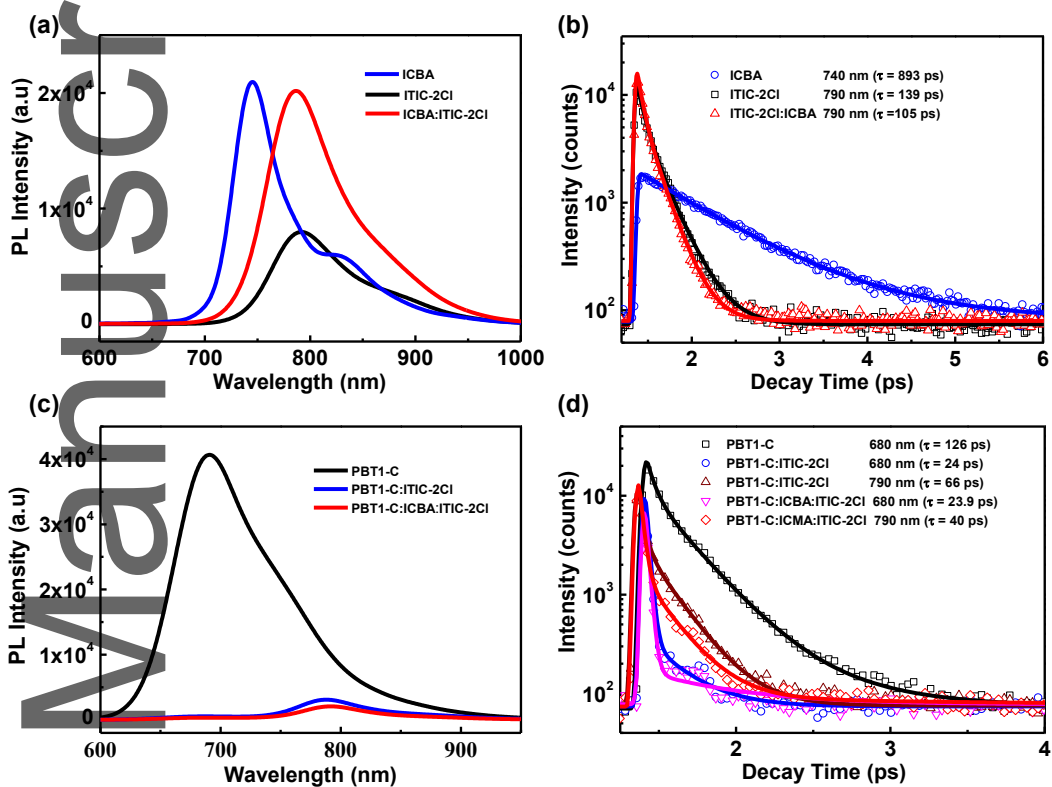 Manuscr
(a)
PL Intensity (a.u)
2x10⁴
1x10⁴
0
ICBA
ITIC-2Cl
ICBA:ITIC-2Cl
600 700 800 900 1000
Wavelength (nm)
(b)
Intensity (counts)
10⁴
10³
10²
ICBA 740 nm (τ = 893 ps)
ITIC-2Cl 790 nm (τ = 139 ps)
ITIC-2Cl:ICBA 790 nm (τ =105 ps)
2 3 4 5 6
Decay Time (ps)
(c)
PL Intensity (a.u)
4x10⁴
3x10⁴
2x10⁴
1x10⁴
0
PBT1-C
PBT1-C:ITIC-2Cl
PBT1-C:ICBA:ITIC-2Cl
600 700 800 900
Wavelength (nm)
(d)
Intensity (counts)
10⁴
10³
10²
PBT1-C 680 nm (τ = 126 ps)
PBT1-C:ITIC-2Cl 680 nm (τ = 24 ps)
PBT1-C:ITIC-2Cl 790 nm (τ = 66 ps)
PBT1-C:ICBA:ITIC-2Cl 680 nm (τ = 23.9 ps)
PBT1-C:ICMA:ITIC-2Cl 790 nm (τ = 40 ps)
2 3 4
Decay Time (ps)